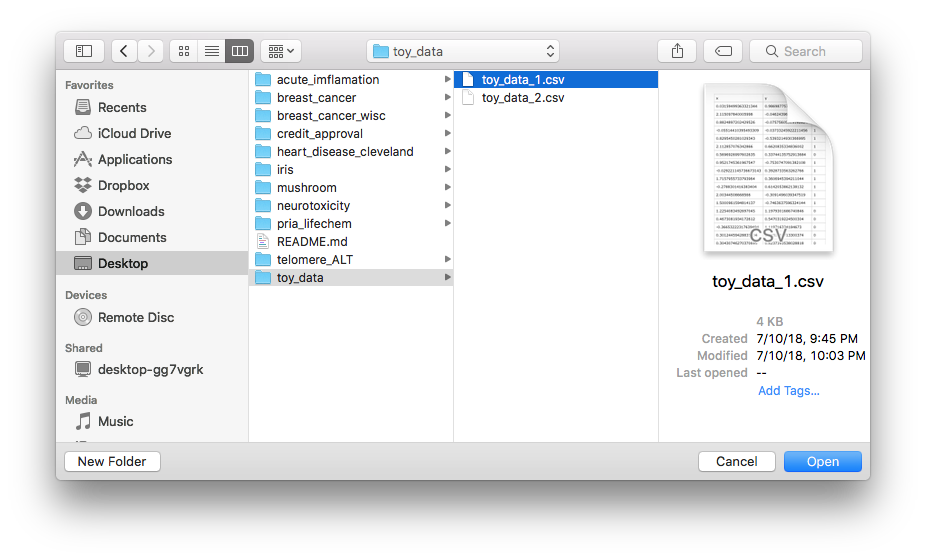 toy_data
Search
Favorites
Recents
iCloud Drive
Applications
Dropbox
Downloads
Documents
Desktop
Devices
Remote Disc
Shared
desktop-gg7vgrk
Media
Music
acute_imflamation
breast_cancer
breast_cancer_wisc
credit_approval
heart_disease_cleveland
iris
mushroom
neurotoxicity
pria_lifechem
README.md
telomere_ALT
toy_data
toy_data_1.csv
toy_data_2.csv
CSV
toy_data_1.csv
4 KB
Created 7/10/18, 9:45 PM
Modified 7/10/18, 10:03 PM
Last opened --
Add Tags...
New Folder
Cancel
Open